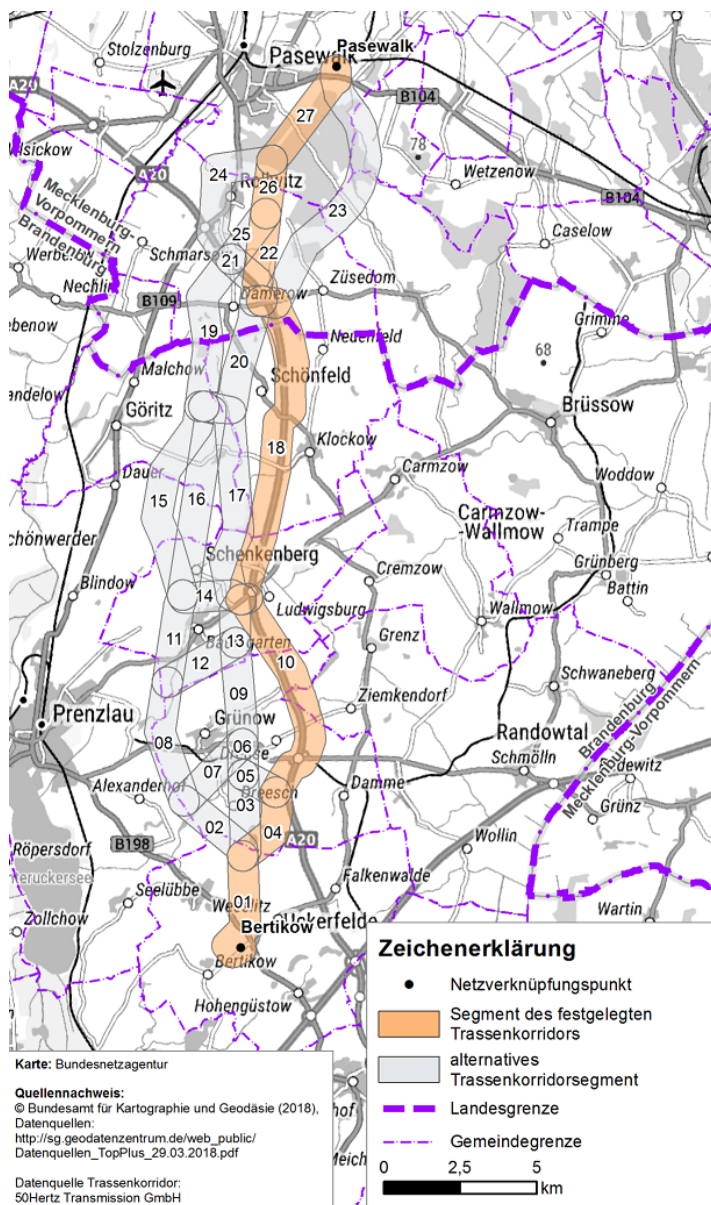 Stolzenburg
Pasewalk
Pasewalk
A20
B104
27
78
Wetzenow
24
26
A20
23
B104
Mecklenburg-
Vorpommern
Brandenburg
25
Caselow
Schmars
21
22
Nechlin
Züsedom
Damerow
B109
19
Neuenfeld
Grimme
20
68
Malchow
Schönfeld
Göritz
Brüssow
18
Klockow
Dauer
15
16
17
Carmzow
Woddow
Carmzow-
-Wallmow
Trampe
Schenkenberg
Grünberg
Blindow
14
Cremzow
Battin
Ludwigsburg
Wallmow
11
13
Grenz
12
10
Schwaneberg
09
Ziemkendorf
Prenzlau
Grünow
Randowtal
Brandenburg
Mecklenburg-Vorpommern
08
06
Schmölln
07
05
Damme
Alexanderhof
Dreesch
03
Grünz
02
04
A20
B198
Wollin
Röpersdorf
Falkenwalde
Seelübbe
01
Wartin
Zollchow
Bertikow
Bertikow
Hohengüstow
Zeichenerklärung
Netzverknüpfungspunkt
Segment des festgelegten
Trassenkorridors
alternatives
Trassenkorridorsegment
Landesgrenze
Gemeindegrenze
0 2,5 5
km
Karte: Bundesnetzagentur
Quellennachweis:
© Bundesamt für Kartographie und Geodäsie (2018),
Datenquellen:
http://sg.geodatenzentrum.de/web_public/
Datenquellen_TopPlus_29.03.2018.pdf
Datenquelle Trassenkorridor:
50Hertz Transmission GmbH